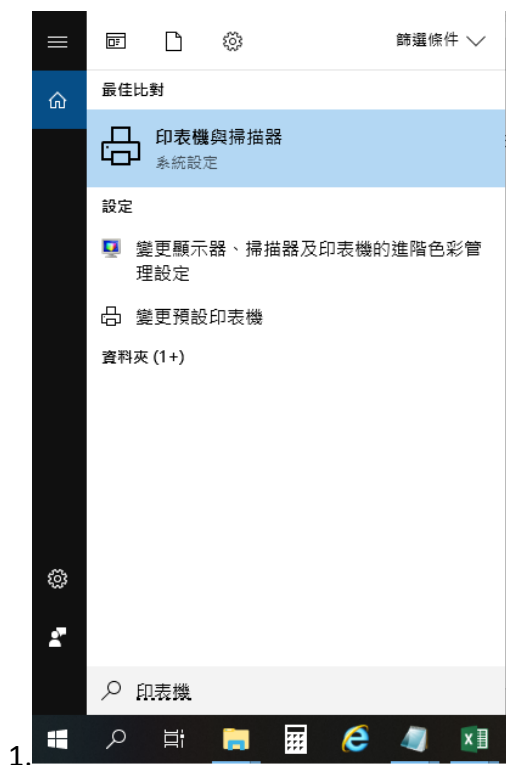 篩選條件
最佳比對
印表機與掃描器
系統設定
設定
變更顯示器、掃描器及印表機的進階色彩管
理設定
變更預設印表機
資料夾 (1+)
印表機
1.